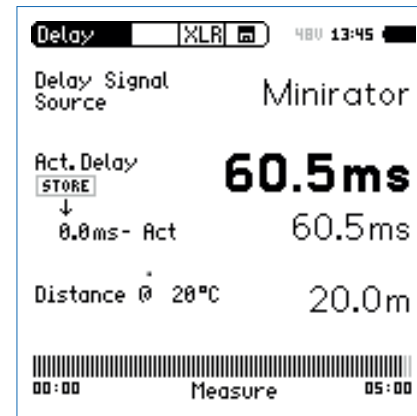 Delay XLR 48V 13:45
Delay Signal
Source
Minirator
Act. Delay
60.5ms
STORE
0.0ms- Act
60.5ms
Distance @ 20°C
20.0m
00:00 Measure 05:00